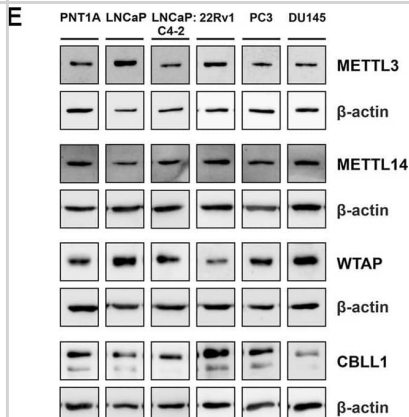 E
PNT1A LNCaP LNCaP: 22Rv1 PC3 DU145
C4-2
METTL3
β-actin
METTL14
β-actin
WTAP
β-actin
CBLL1
β-actin